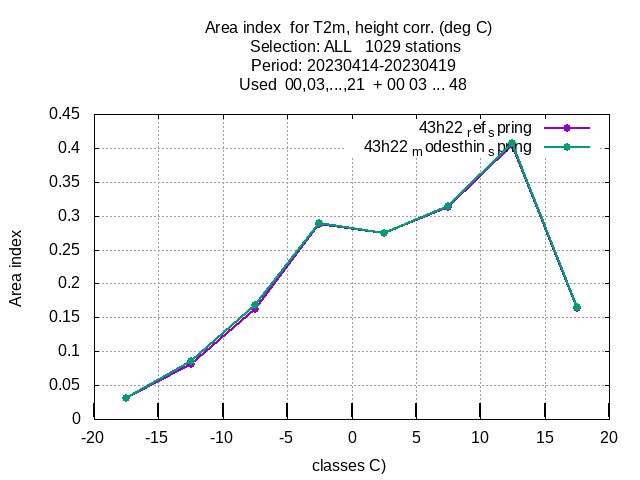 Area index  for T2m, height corr. (deg C)
Selection: ALL   1029 stations
Period: 20230414-20230419
Used  00,03,...,21  + 00 03 ... 48
43h22 ref spring
43h22 modesthin spring
0.45
0.4
0.35
0.3
0.25
0.2
0.15
0.1
0.05
0
Area index
-20 -15 -10 -5 0 5 10 15 20
classes C)